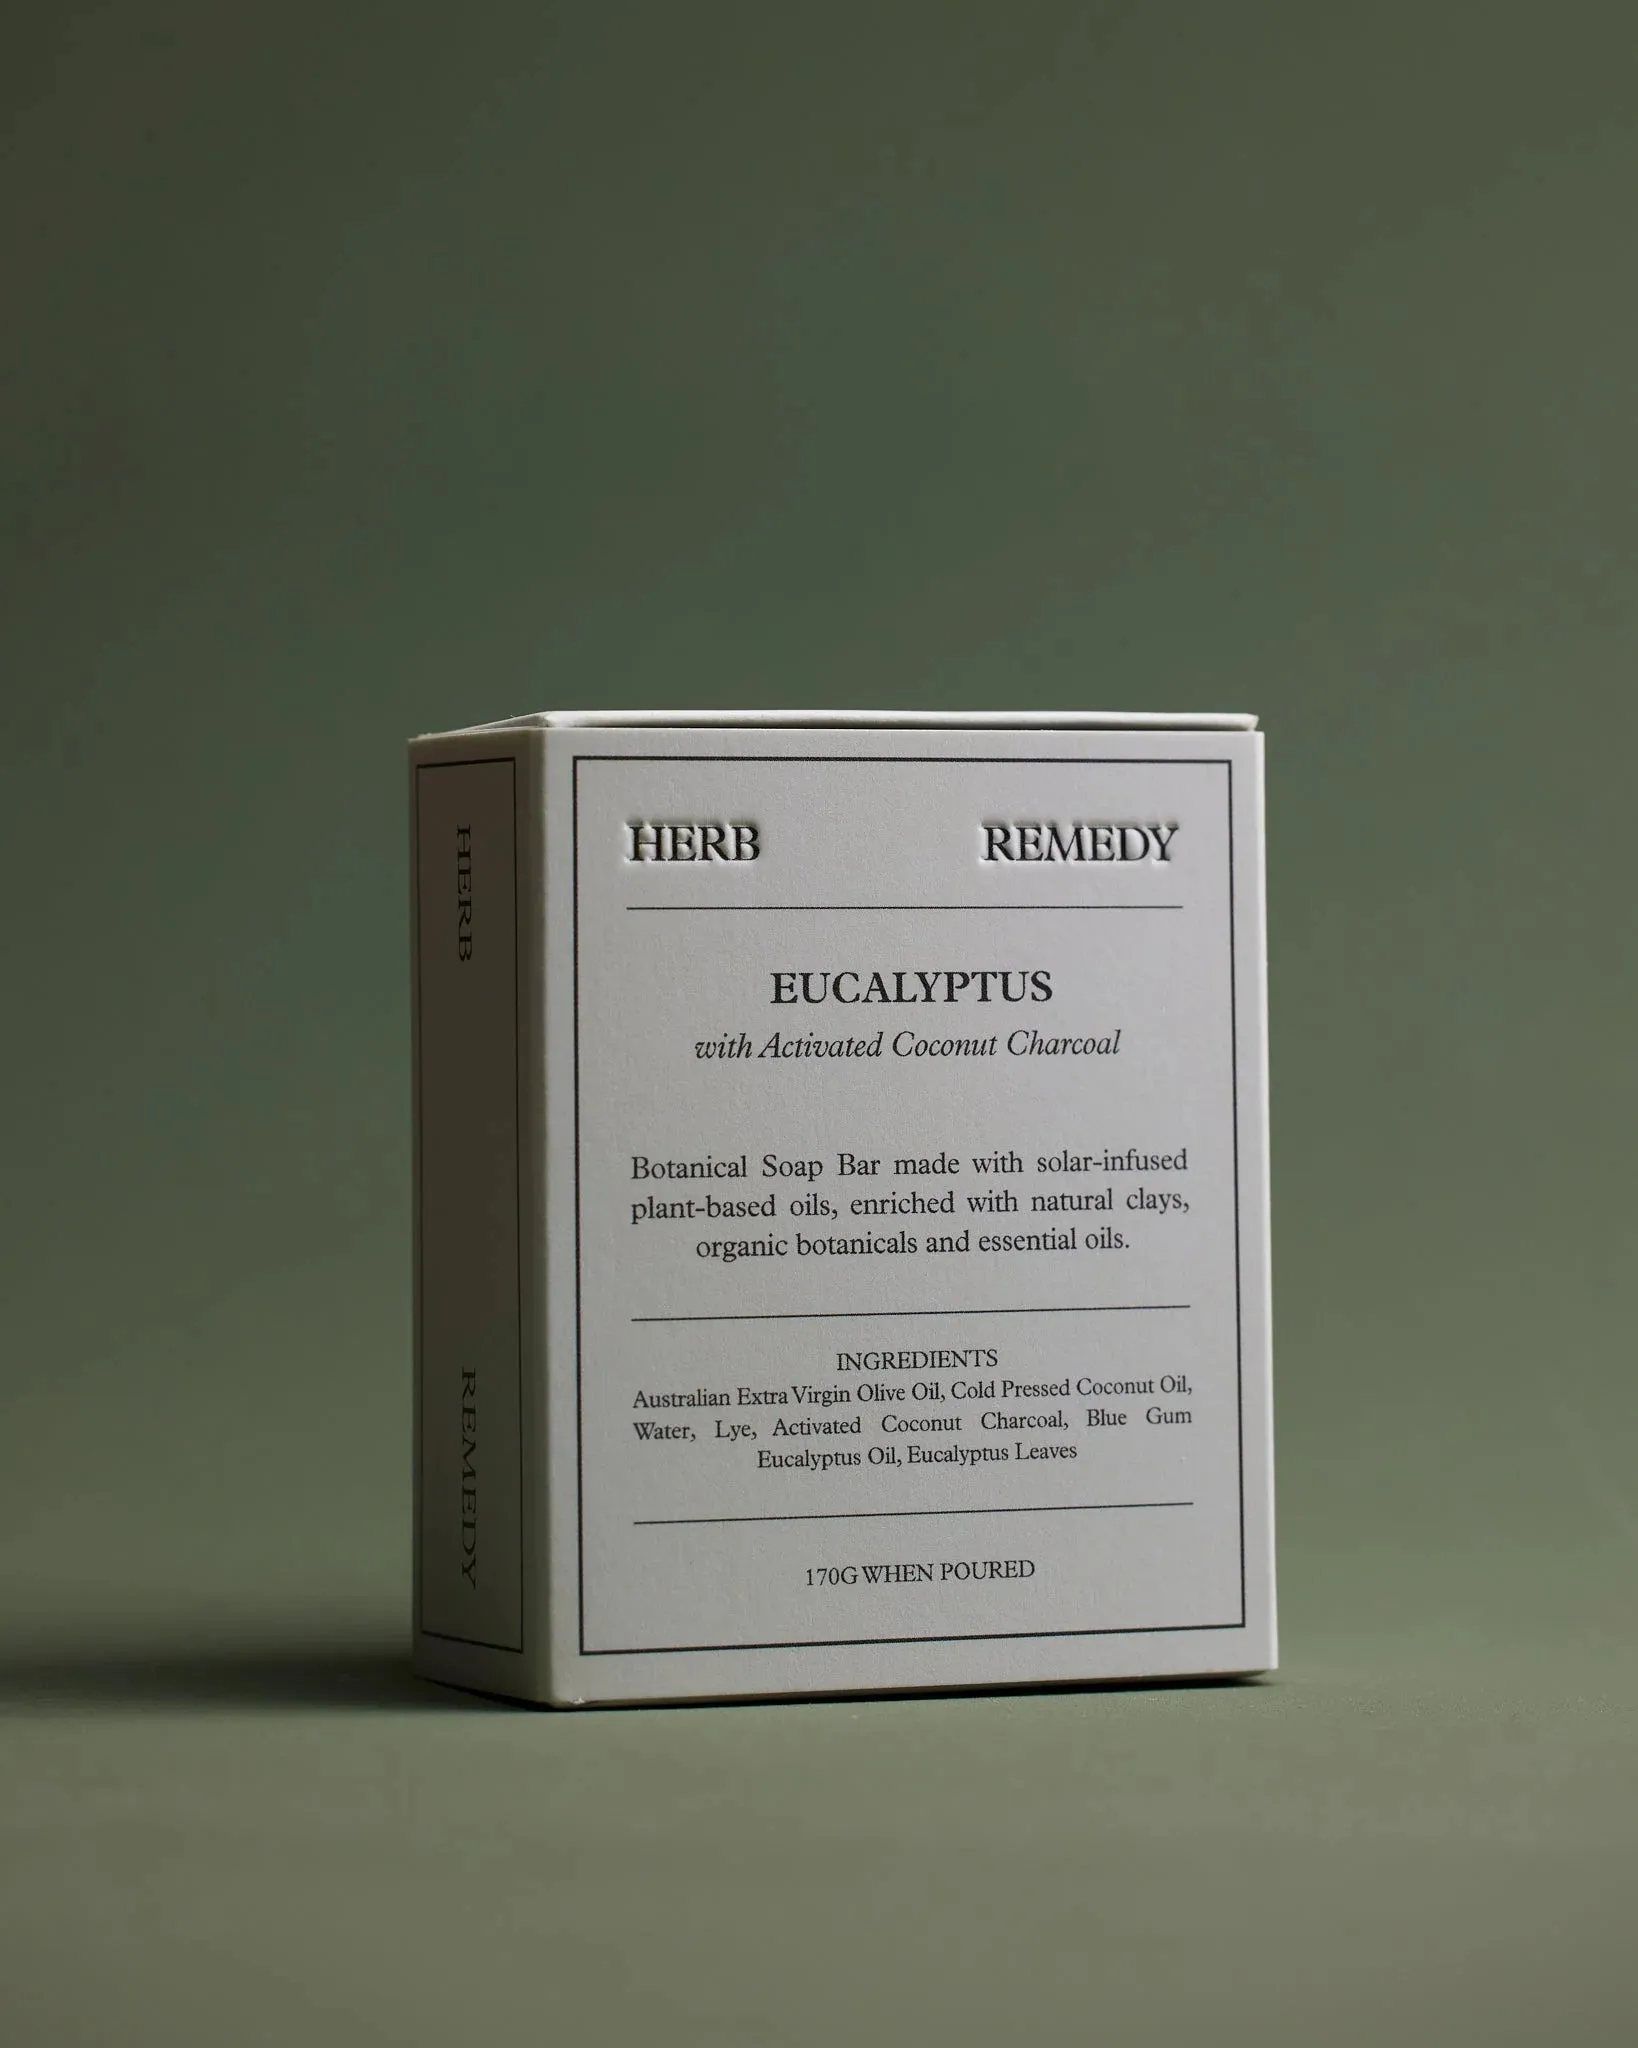 HERB REMEDY
EUCALYPTUS
with Activated Coconut Charcoal
Botanical Soap Bar made with solar-infused
plant-based oils, enriched with natural clays,
organic botanicals and essential oils.
INGREDIENTS
Australian Extra Virgin Olive Oil, Cold Pressed Coconut Oil,
Water, Lye, Activated Coconut Charcoal, Blue Gum
Eucalyptus Oil, Eucalyptus Leaves
170G WHEN POURED
HERB REMEDY